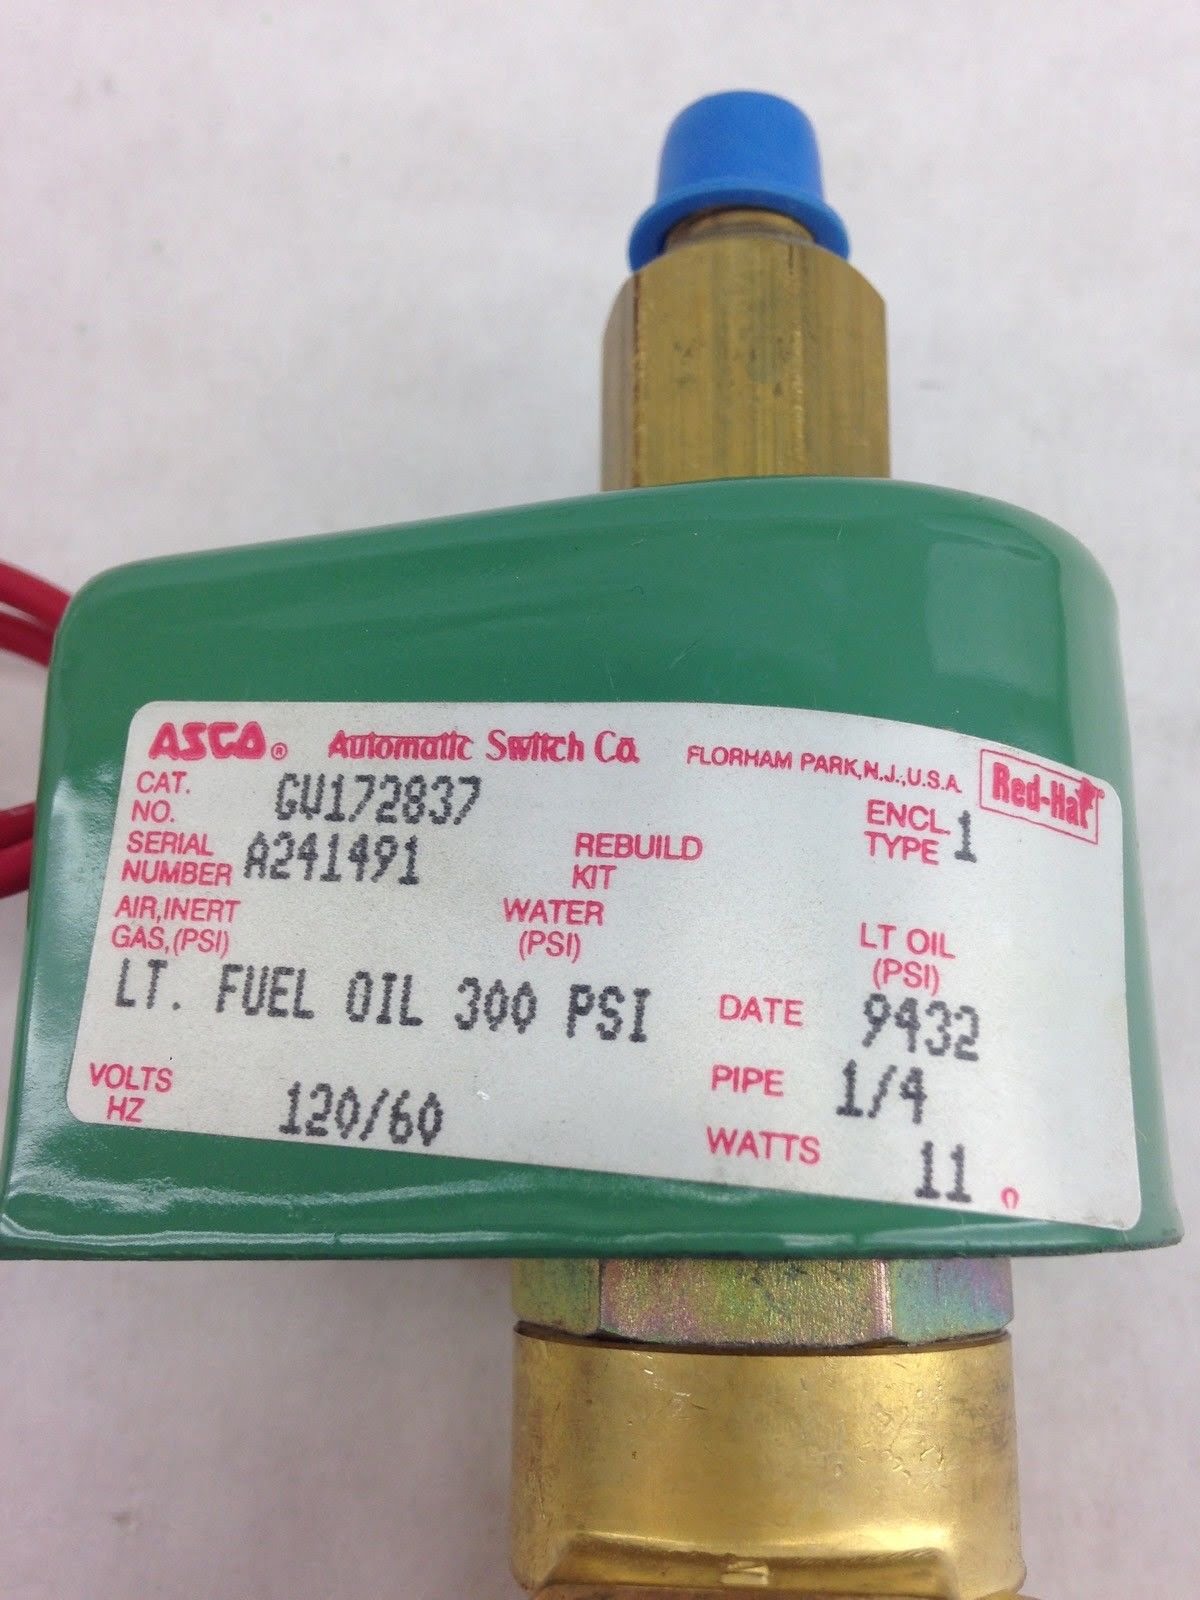 ASCO® Automatic Switch Co. FLORHAM PARK, N.J., U.S.A. Red-Hat
CAT. NO. GW172837
ENCL. TYPE 1
SERIAL NUMBER A241491
REBUILD KIT
AIR, INERT GAS, (PSI)
WATER (PSI)
LT OIL (PSI)
LT. FUEL OIL 300 PSI
DATE 9432
PIPE 1/4
VOLTS HZ 120/60
WATTS 11